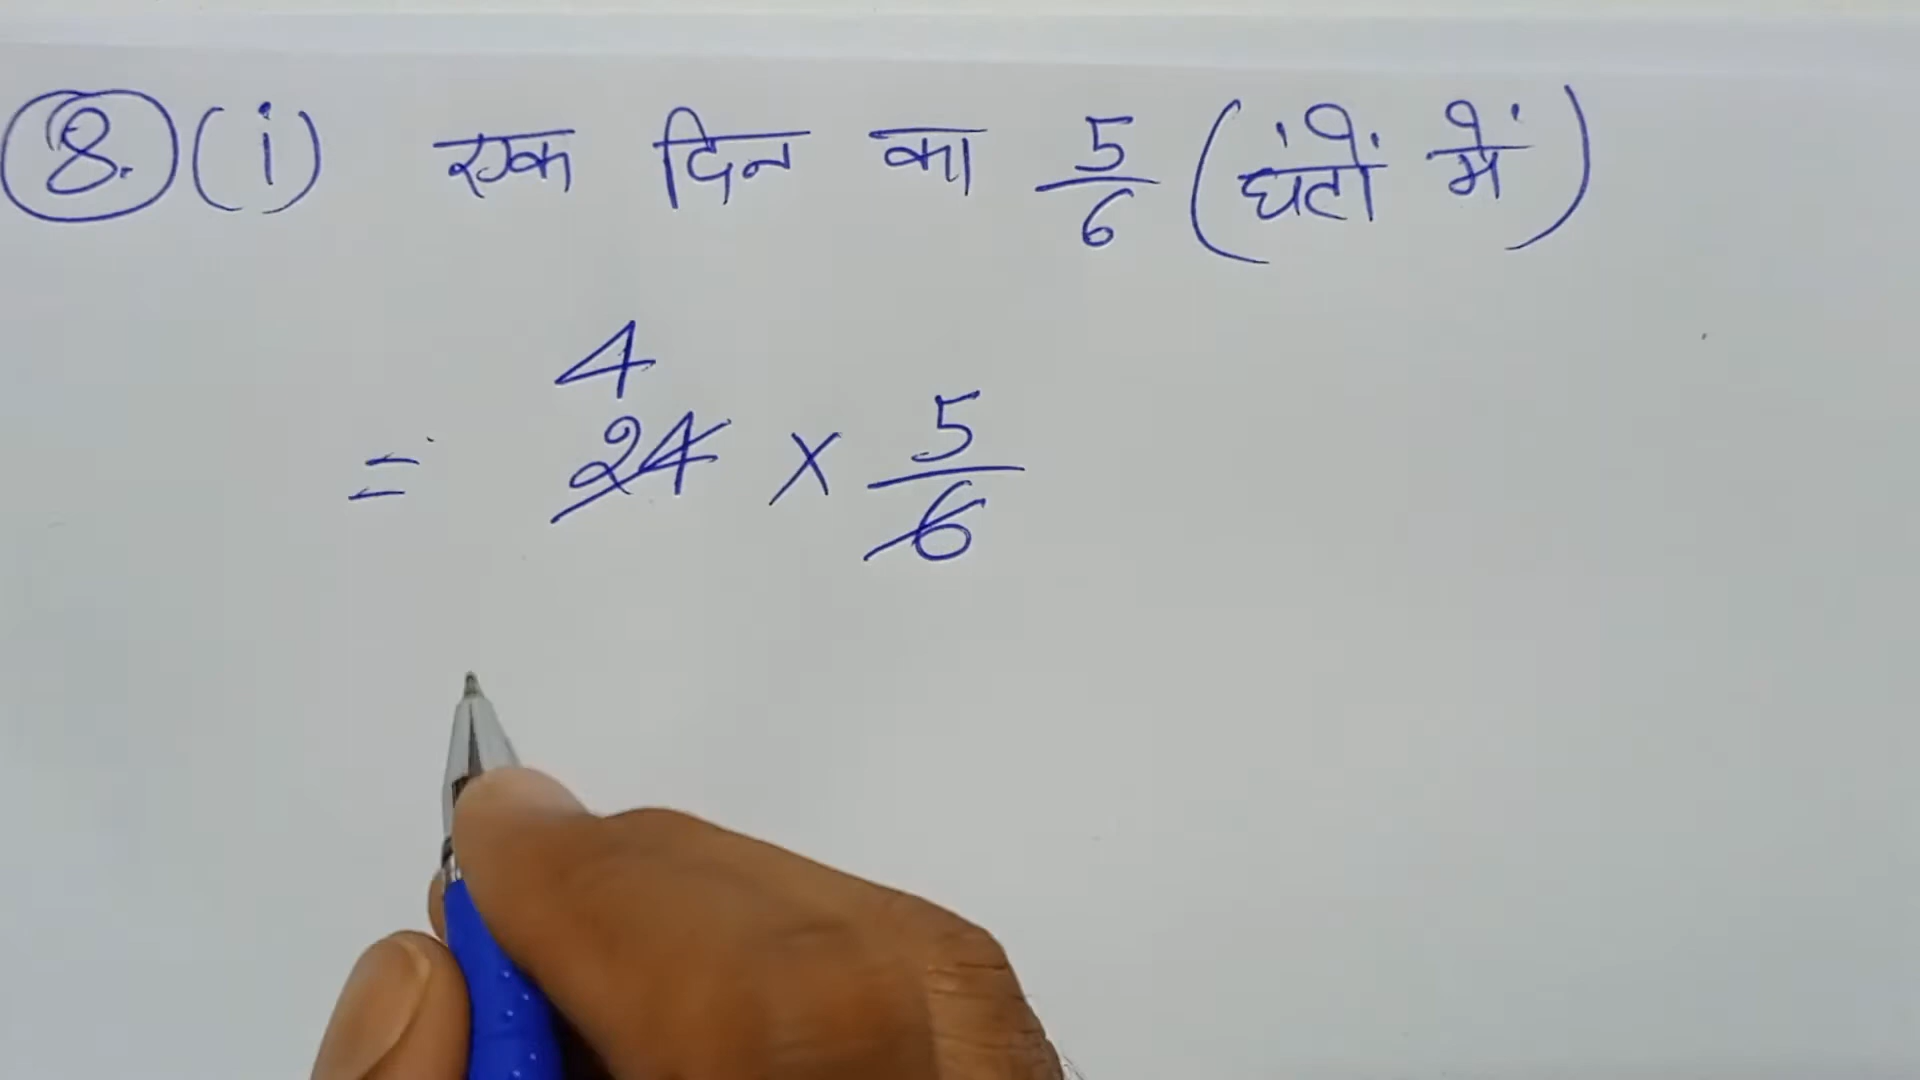 8. (i) एक दिन का 5/6 (घंटों में)
4
= 24 × 5/6